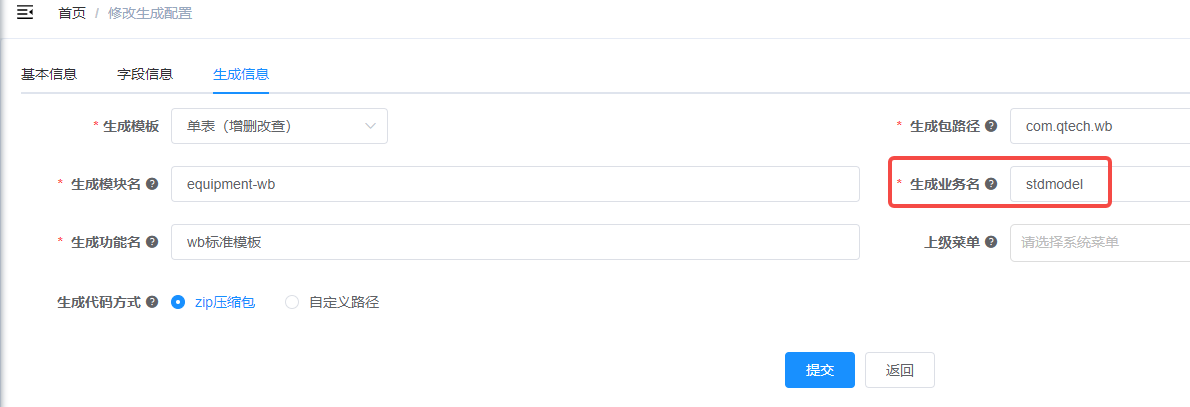 首页 / 修改生成配置
基本信息 字段信息 生成信息
* 生成模板 单表（增删改查） * 生成包路径 com.qtech.wb
* 生成模块名 equipment-wb * 生成业务名 stdmodel
* 生成功能名 wb标准模板 上级菜单 请选择系统菜单
生成代码方式 zip压缩包 自定义路径
提交 返回